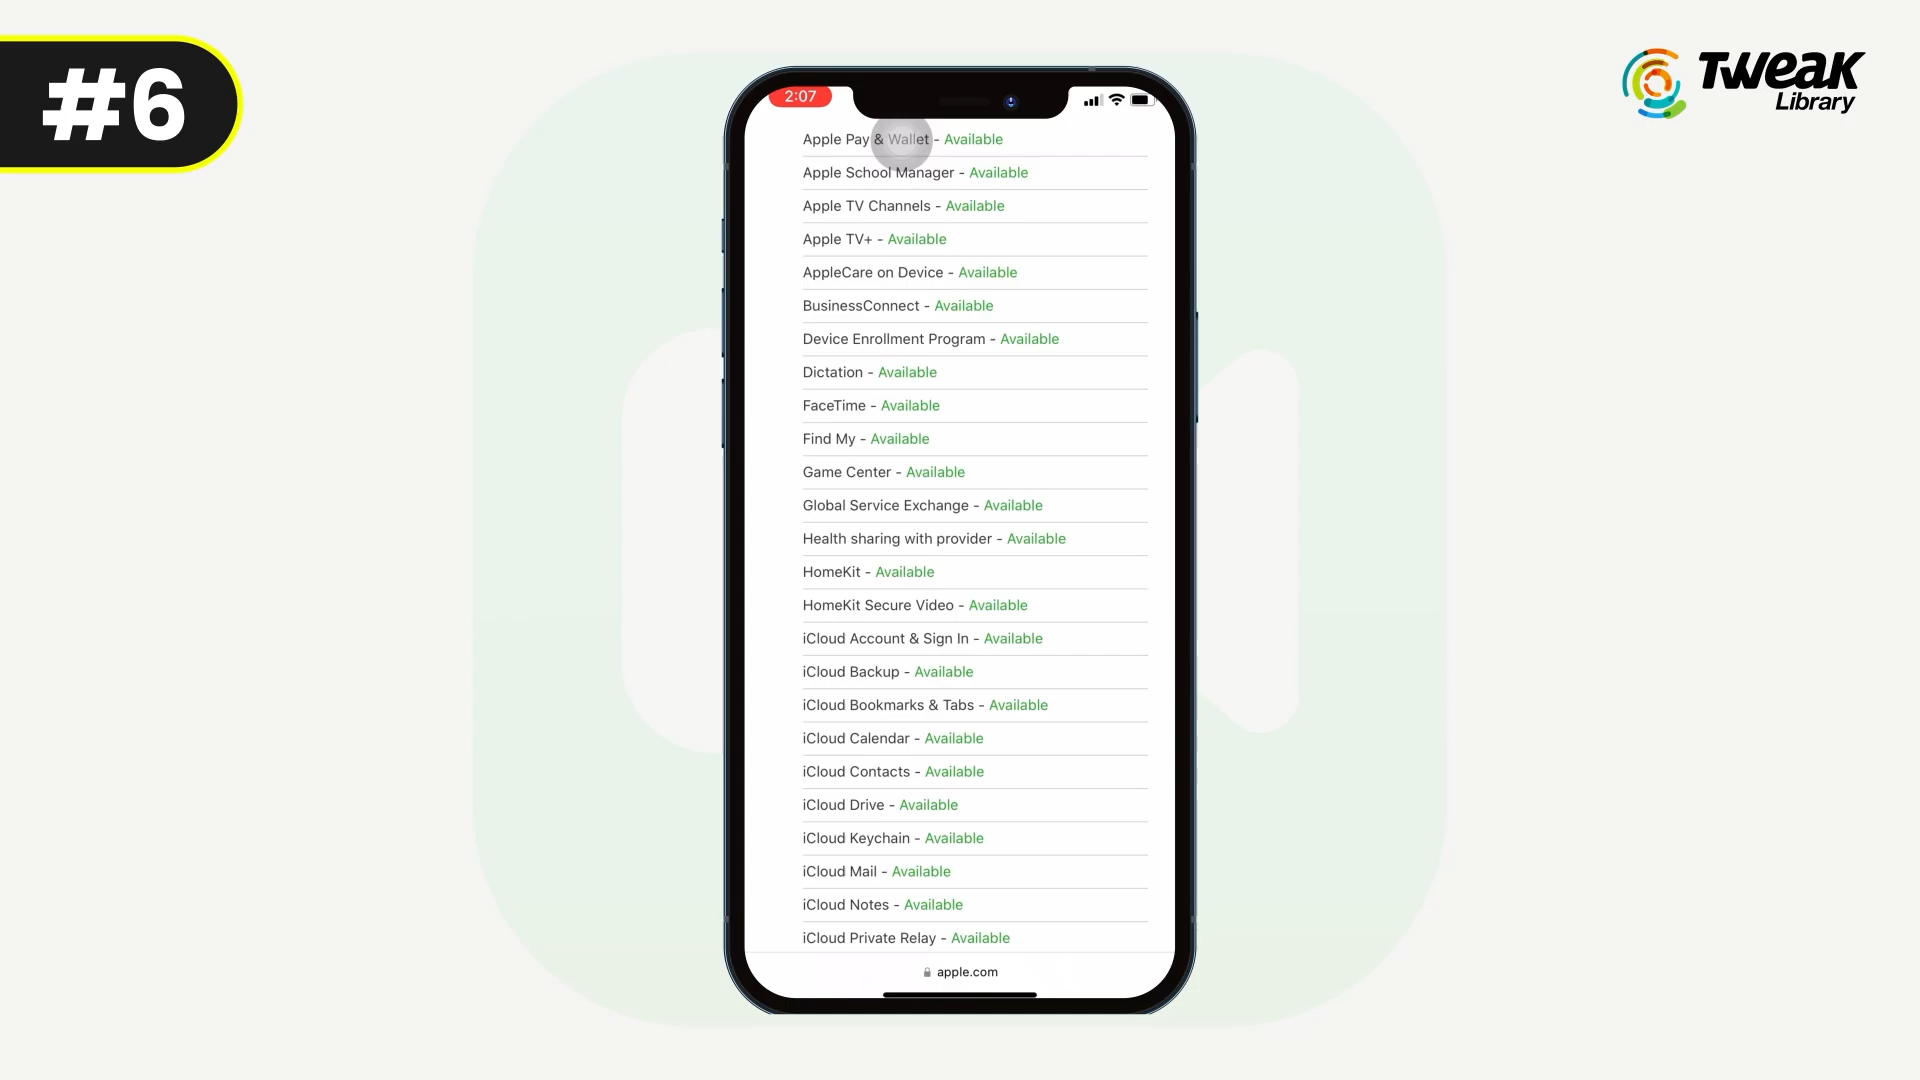 #6
TWEAK
Library
2:07
Apple Pay & Wallet - Available
Apple School Manager - Available
Apple TV Channels - Available
Apple TV+ - Available
AppleCare on Device - Available
BusinessConnect - Available
Device Enrollment Program - Available
Dictation - Available
FaceTime - Available
Find My - Available
Game Center - Available
Global Service Exchange - Available
Health sharing with provider - Available
HomeKit - Available
HomeKit Secure Video - Available
iCloud Account & Sign In - Available
iCloud Backup - Available
iCloud Bookmarks & Tabs - Available
iCloud Calendar - Available
iCloud Contacts - Available
iCloud Drive - Available
iCloud Keychain - Available
iCloud Mail - Available
iCloud Notes - Available
iCloud Private Relay - Available
apple.com